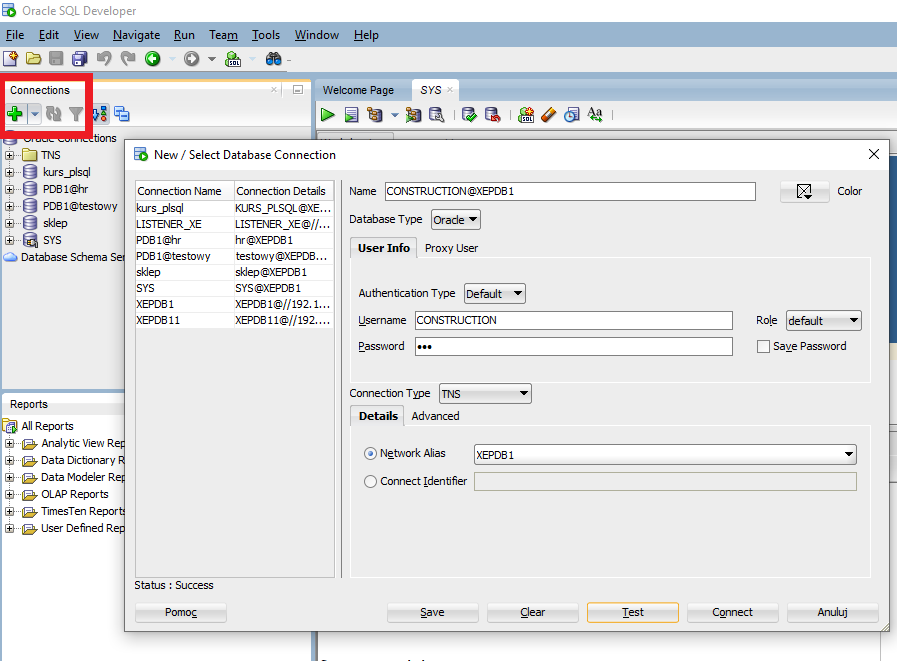 Oracle SQL Developer
File Edit View Navigate Run Team Tools Window Help
Connections
Welcome Page SYS
Oracle Connections
TNS
kurs_plsql
PDB1@hr
PDB1@testowy
sklep
SYS
Database Schema Ser
Reports
All Reports
Analytic View Rep
Data Dictionary R
Data Modeler Rep
OLAP Reports
TimesTen Reports
User Defined Rep
New / Select Database Connection
Connection Name Connection Details
kurs_plsql KURS_PLSQL@XE...
LISTENER_XE LISTENER_XE@//...
PDB1@hr hr@XEPDB1
PDB1@testowy testowy@XEPDB...
sklep sklep@XEPDB1
SYS SYS@XEPDB1
XEPDB1 XEPDB1@//192.1...
XEPDB11 XEPDB11@//192....
Name CONSTRUCTION@XEPDB1 Color
Database Type Oracle
User Info Proxy User
Authentication Type Default
Username CONSTRUCTION Role default
Password ••• Save Password
Connection Type TNS
Details Advanced
Network Alias XEPDB1
Connect Identifier
Status : Success
Pomoc Save Clear Test Connect Anuluj